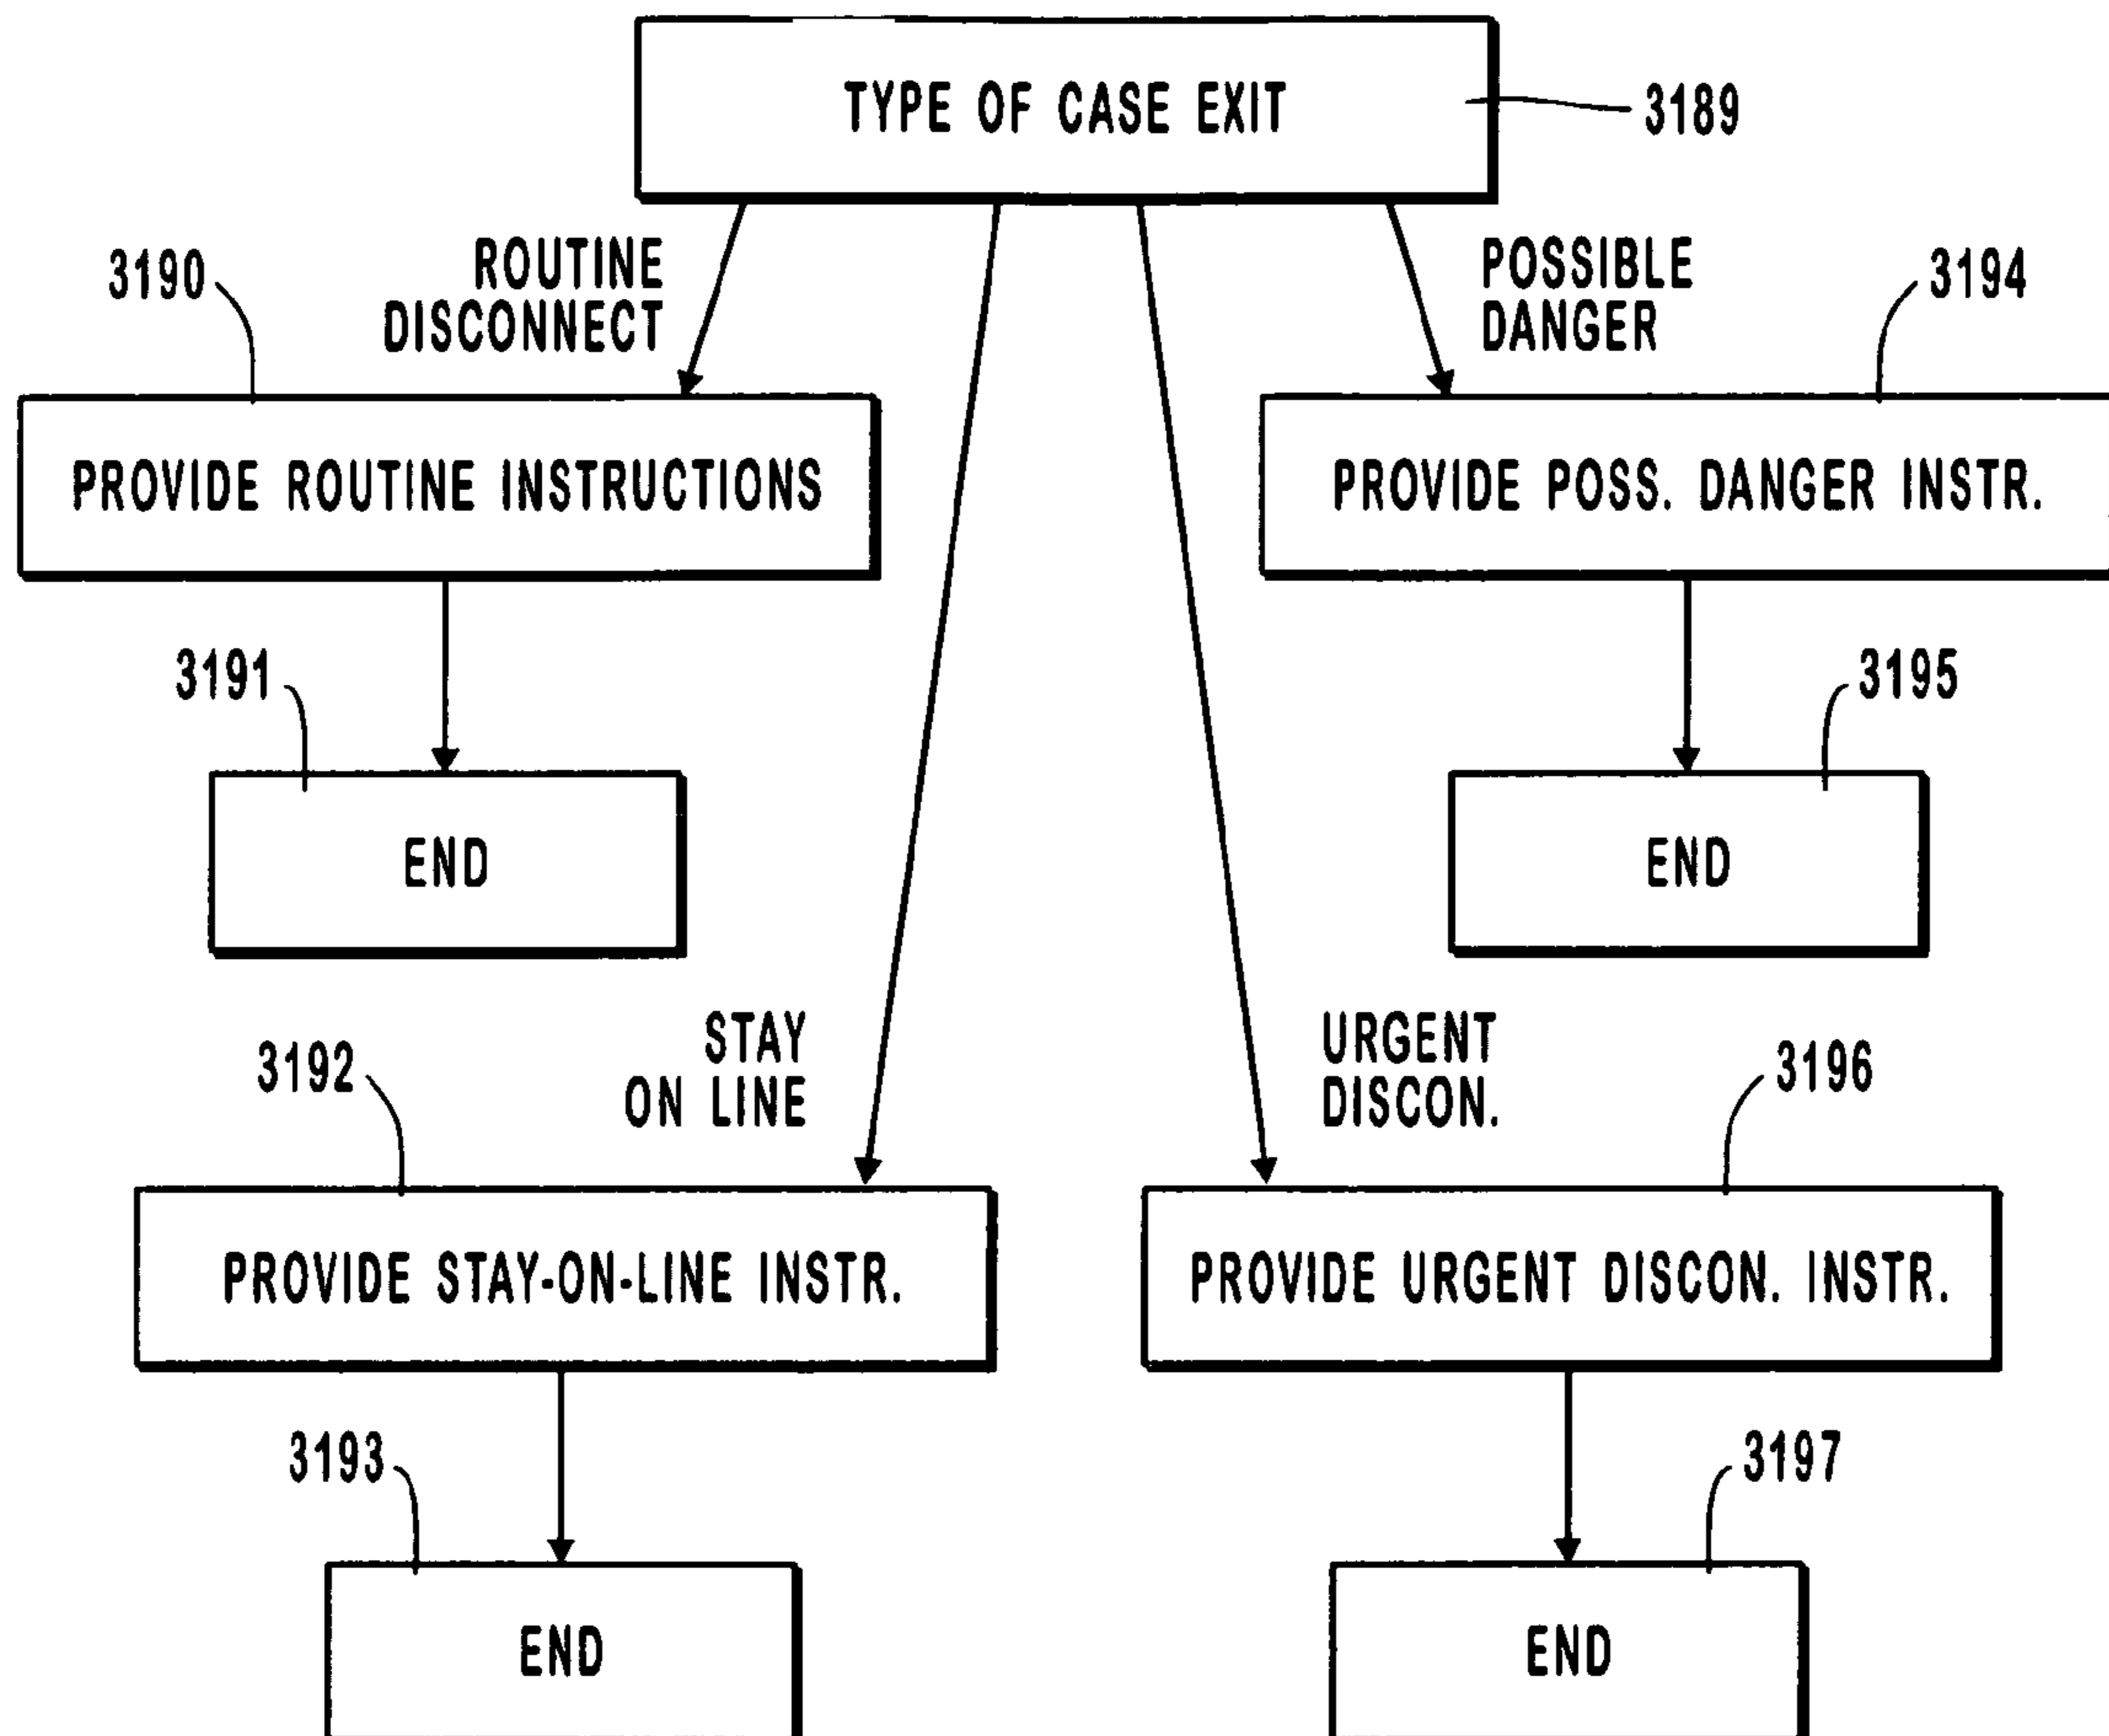 TYPE OF CASE EXIT
3189
ROUTINE
DISCONNECT
POSSIBLE
DANGER
3190
3194
PROVIDE ROUTINE INSTRUCTIONS
PROVIDE POSS. DANGER INSTR.
3191
3195
END
END
STAY
ON LINE
URGENT
DISCON.
3192
3196
PROVIDE STAY-ON-LINE INSTR.
PROVIDE URGENT DISCON. INSTR.
3193
3197
END
END